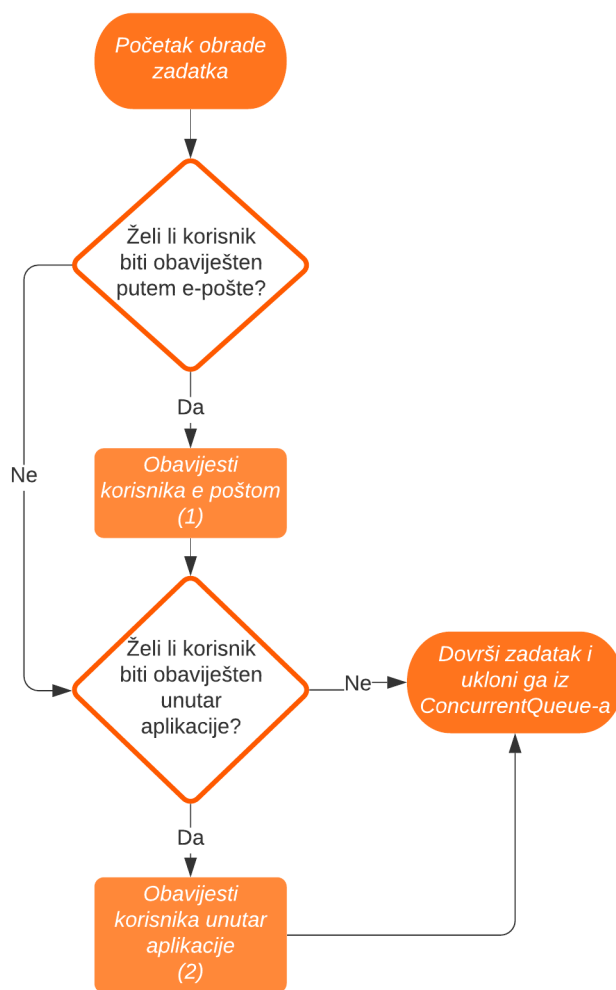 Početak obrade
zadatka
Želi li korisnik
biti obaviješten
putem e-pošte?
Da
Ne
Obavijesti
korisnika e poštom
(1)
Želi li korisnik
biti obaviješten
unutar
aplikacije?
Ne
Dovrši zadatak i
ukloni ga iz
ConcurrentQueue-a
Da
Obavijesti
korisnika unutar
aplikacije
(2)